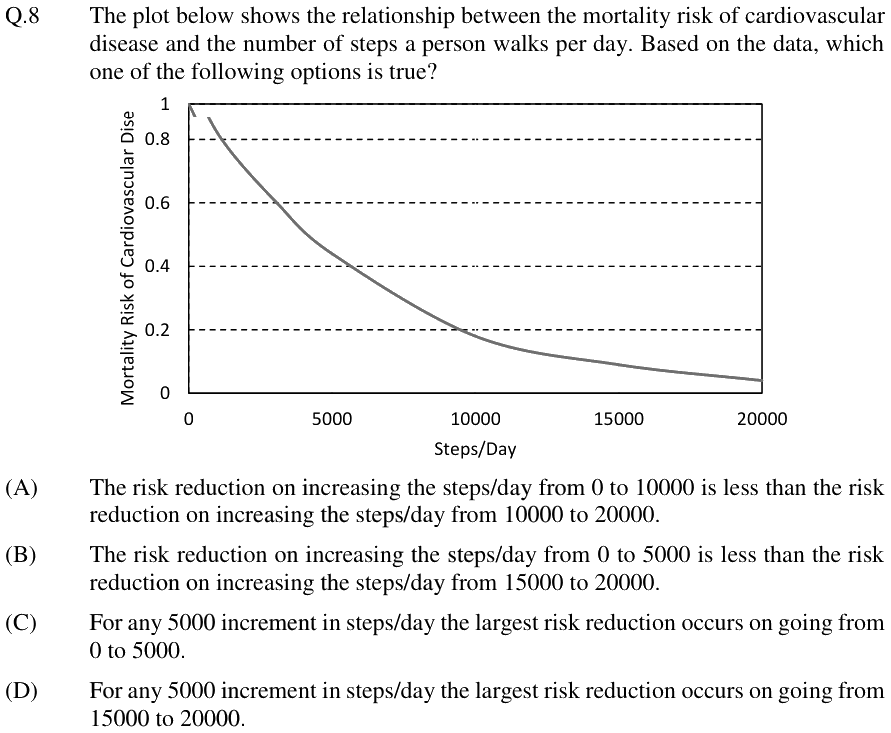 Q.8 The plot below shows the relationship between the mortality risk of cardiovascular
disease and the number of steps a person walks per day. Based on the data, which
one of the following options is true?
Mortality Risk of Cardiovascular Dise
1
0.8
0.6
0.4
0.2
0
0 5000 10000 15000 20000
Steps/Day
(A) The risk reduction on increasing the steps/day from 0 to 10000 is less than the risk
reduction on increasing the steps/day from 10000 to 20000.
(B) The risk reduction on increasing the steps/day from 0 to 5000 is less than the risk
reduction on increasing the steps/day from 15000 to 20000.
(C) For any 5000 increment in steps/day the largest risk reduction occurs on going from
0 to 5000.
(D) For any 5000 increment in steps/day the largest risk reduction occurs on going from
15000 to 20000.